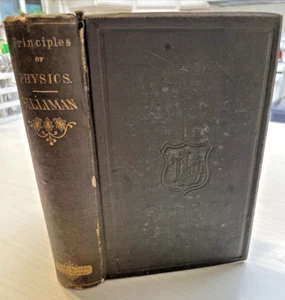 Principles
OF
PHYSICS.
SILLIMAN